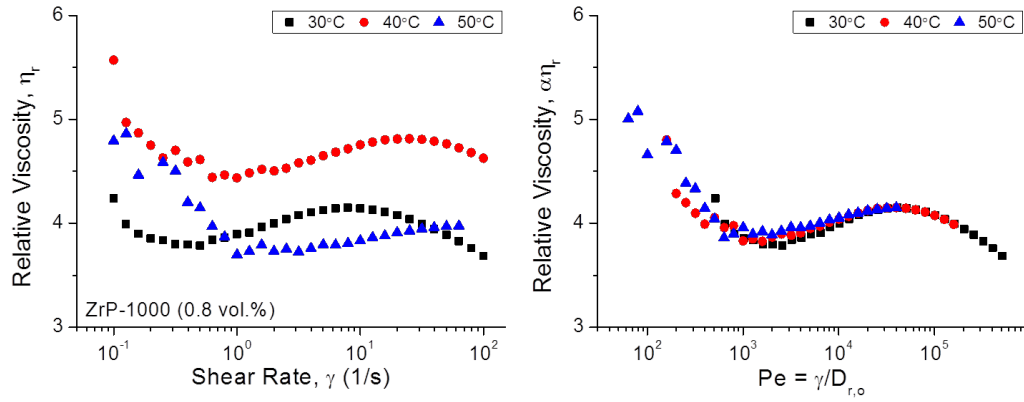 30°C 40°C 50°C
6
5
4
3
Relative Viscosity, ηr
ZrP-1000 (0.8 vol.%)
10-1 100 101 102
Shear Rate, γ (1/s)
30°C 40°C 50°C
6
5
4
3
Relative Viscosity, αηr
102 103 104 105
Pe = γ/Dr,o